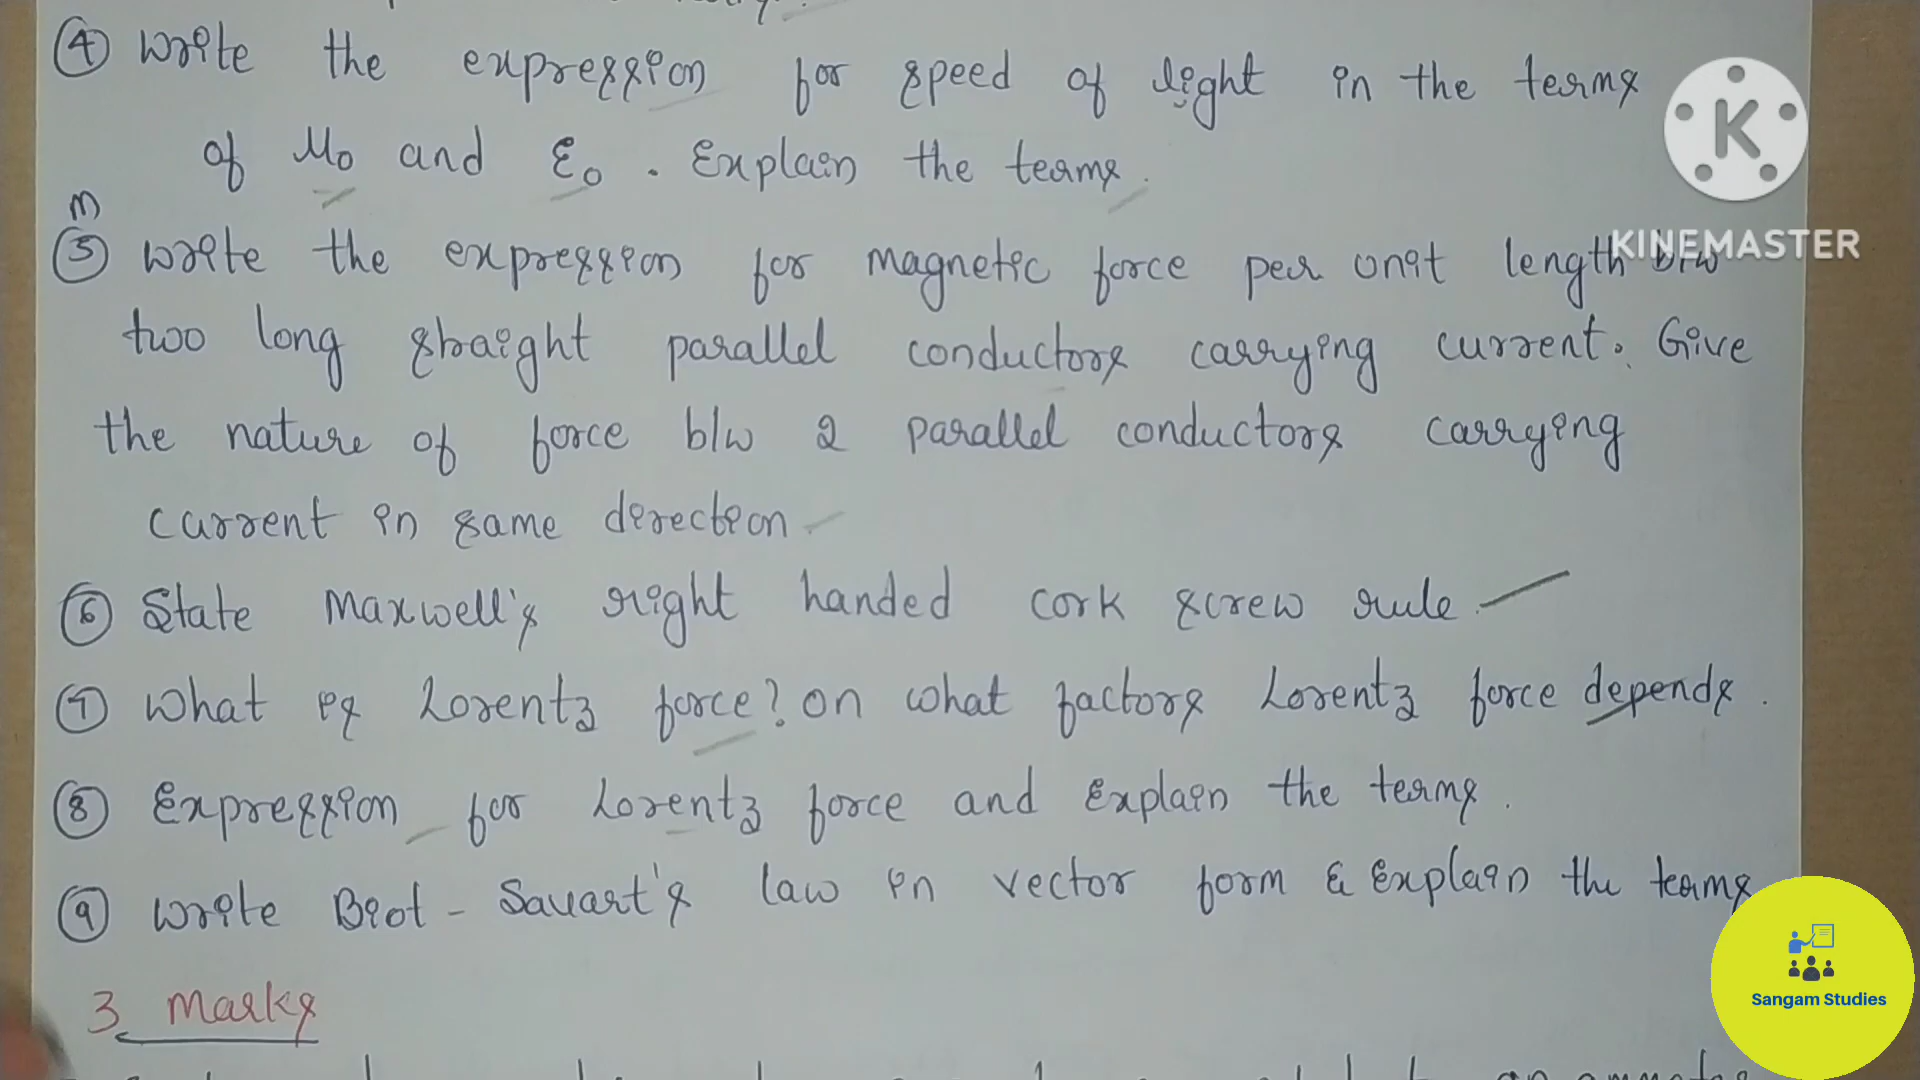 ④ Write the expression for speed of light in the terms
of μ₀ and ε₀. Explain the terms.
m
⑤ Write the expression for magnetic force per unit length b/w
two long straight parallel conductors carrying current. Give
the nature of force b/w 2 parallel conductors carrying
current in same direction
⑥ State Maxwell's right handed cork screw rule.
⑦ What is Lorentz force? on what factors Lorentz force depends.
⑧ Expression for Lorentz force and Explain the terms.
⑨ Write Biot - Savart's law in vector form & Explain the terms
3 Marks
K
KINEMASTER
Sangam Studies